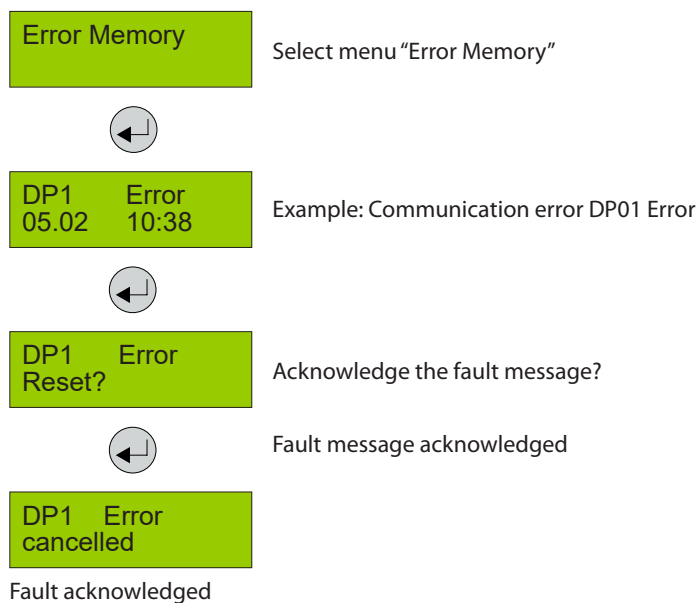 Error Memory
Select menu “Error Memory”
DP1 Error
05.02 10:38
Example: Communication error DP01 Error
DP1 Error
Reset?
Acknowledge the fault message?
Fault message acknowledged
DP1 Error
cancelled
Fault acknowledged